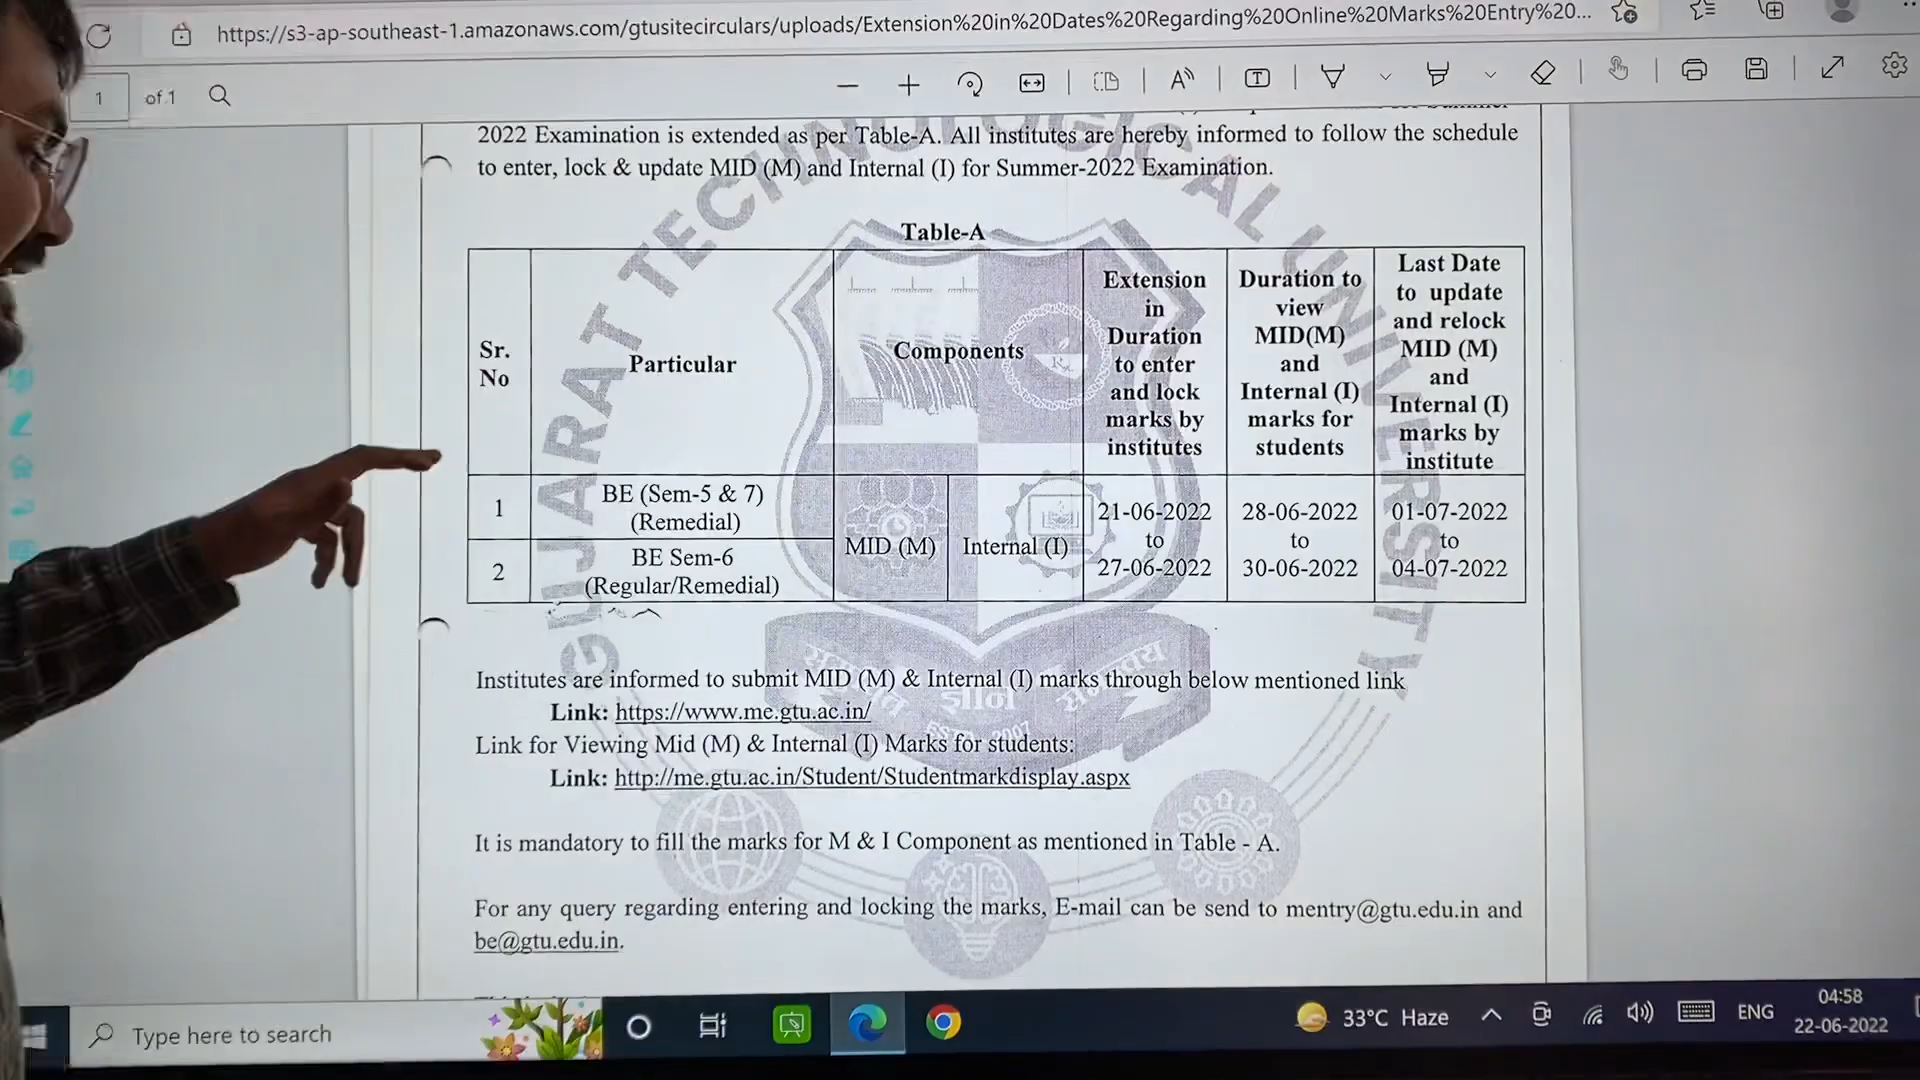 https://s3-ap-southeast-1.amazonaws.com/gtusitecirculars/uploads/Extension%20in%20Dates%20Regarding%20Online%20Marks%20Entry%20...
1 of 1
2022 Examination is extended as per Table-A. All institutes are hereby informed to follow the schedule
to enter, lock & update MID (M) and Internal (I) for Summer-2022 Examination.
GUJARAT TECHNOLOGICAL UNIVERSITY
Table-A
Sr.
No
Particular
Components
Extension
in
Duration
to enter
and lock
marks by
institutes
Duration to
view
MID(M)
and
Internal (I)
marks for
students
Last Date
to update
and relock
MID (M)
and
Internal (I)
marks by
institute
1
BE (Sem-5 & 7)
(Remedial)
2
BE Sem-6
(Regular/Remedial)
MID (M)
Internal (I)
21-06-2022
to
27-06-2022
28-06-2022
to
30-06-2022
01-07-2022
to
04-07-2022
Institutes are informed to submit MID (M) & Internal (I) marks through below mentioned link
Link: https://www.me.gtu.ac.in/
Link for Viewing Mid (M) & Internal (I) Marks for students:
Link: http://me.gtu.ac.in/Student/Studentmarkdisplay.aspx
It is mandatory to fill the marks for M & I Component as mentioned in Table - A.
For any query regarding entering and locking the marks, E-mail can be send to mentry@gtu.edu.in and
be@gtu.edu.in.
Type here to search
33°C Haze
ENG
04:58
22-06-2022